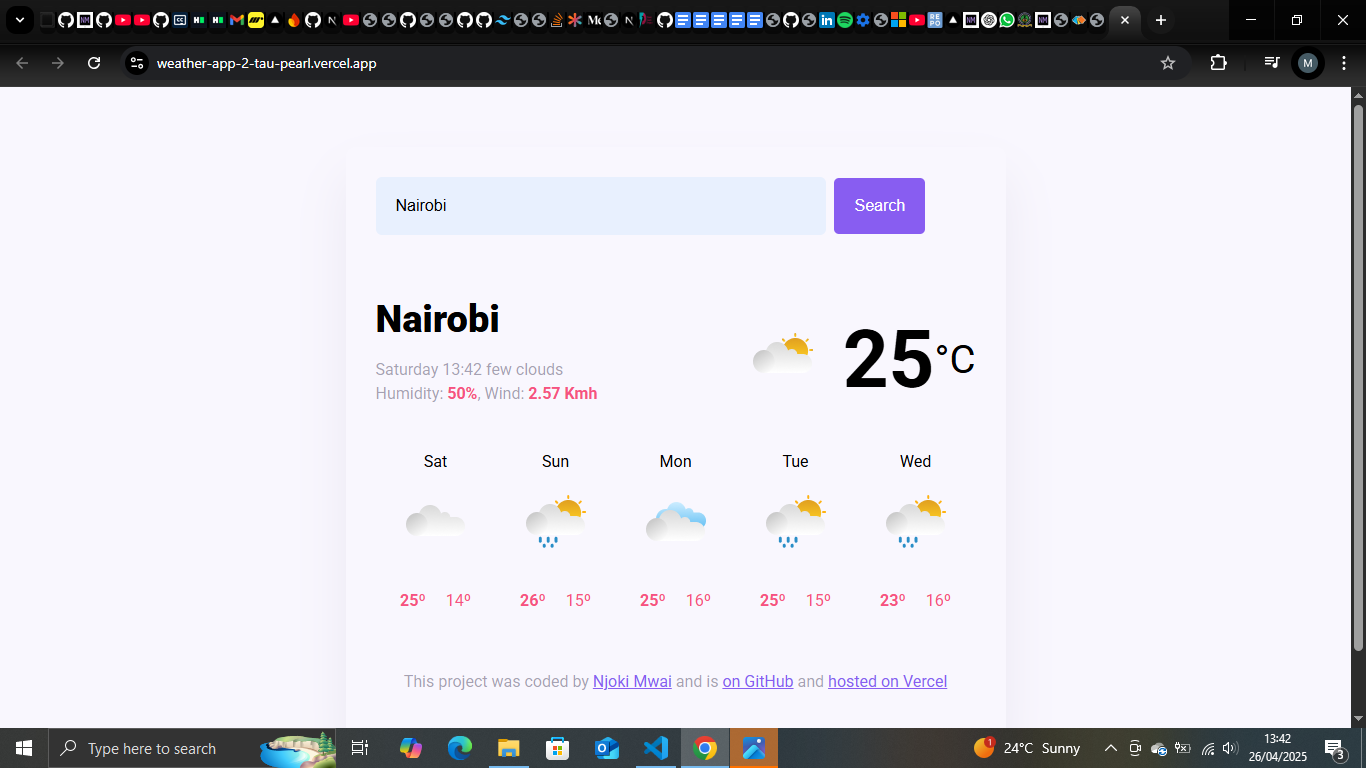 weather-app-2-tau-pearl.vercel.app
M
Nairobi
Search
Nairobi
Saturday 13:42 few clouds
Humidity: 50%, Wind: 2.57 Kmh
25°C
Sat Sun Mon Tue Wed
25º 14º 26º 15º 25º 16º 25º 15º 23º 16º
This project was coded by Njoki Mwai and is on GitHub and hosted on Vercel
Type here to search
1
24°C Sunny
13:42
26/04/2025
3